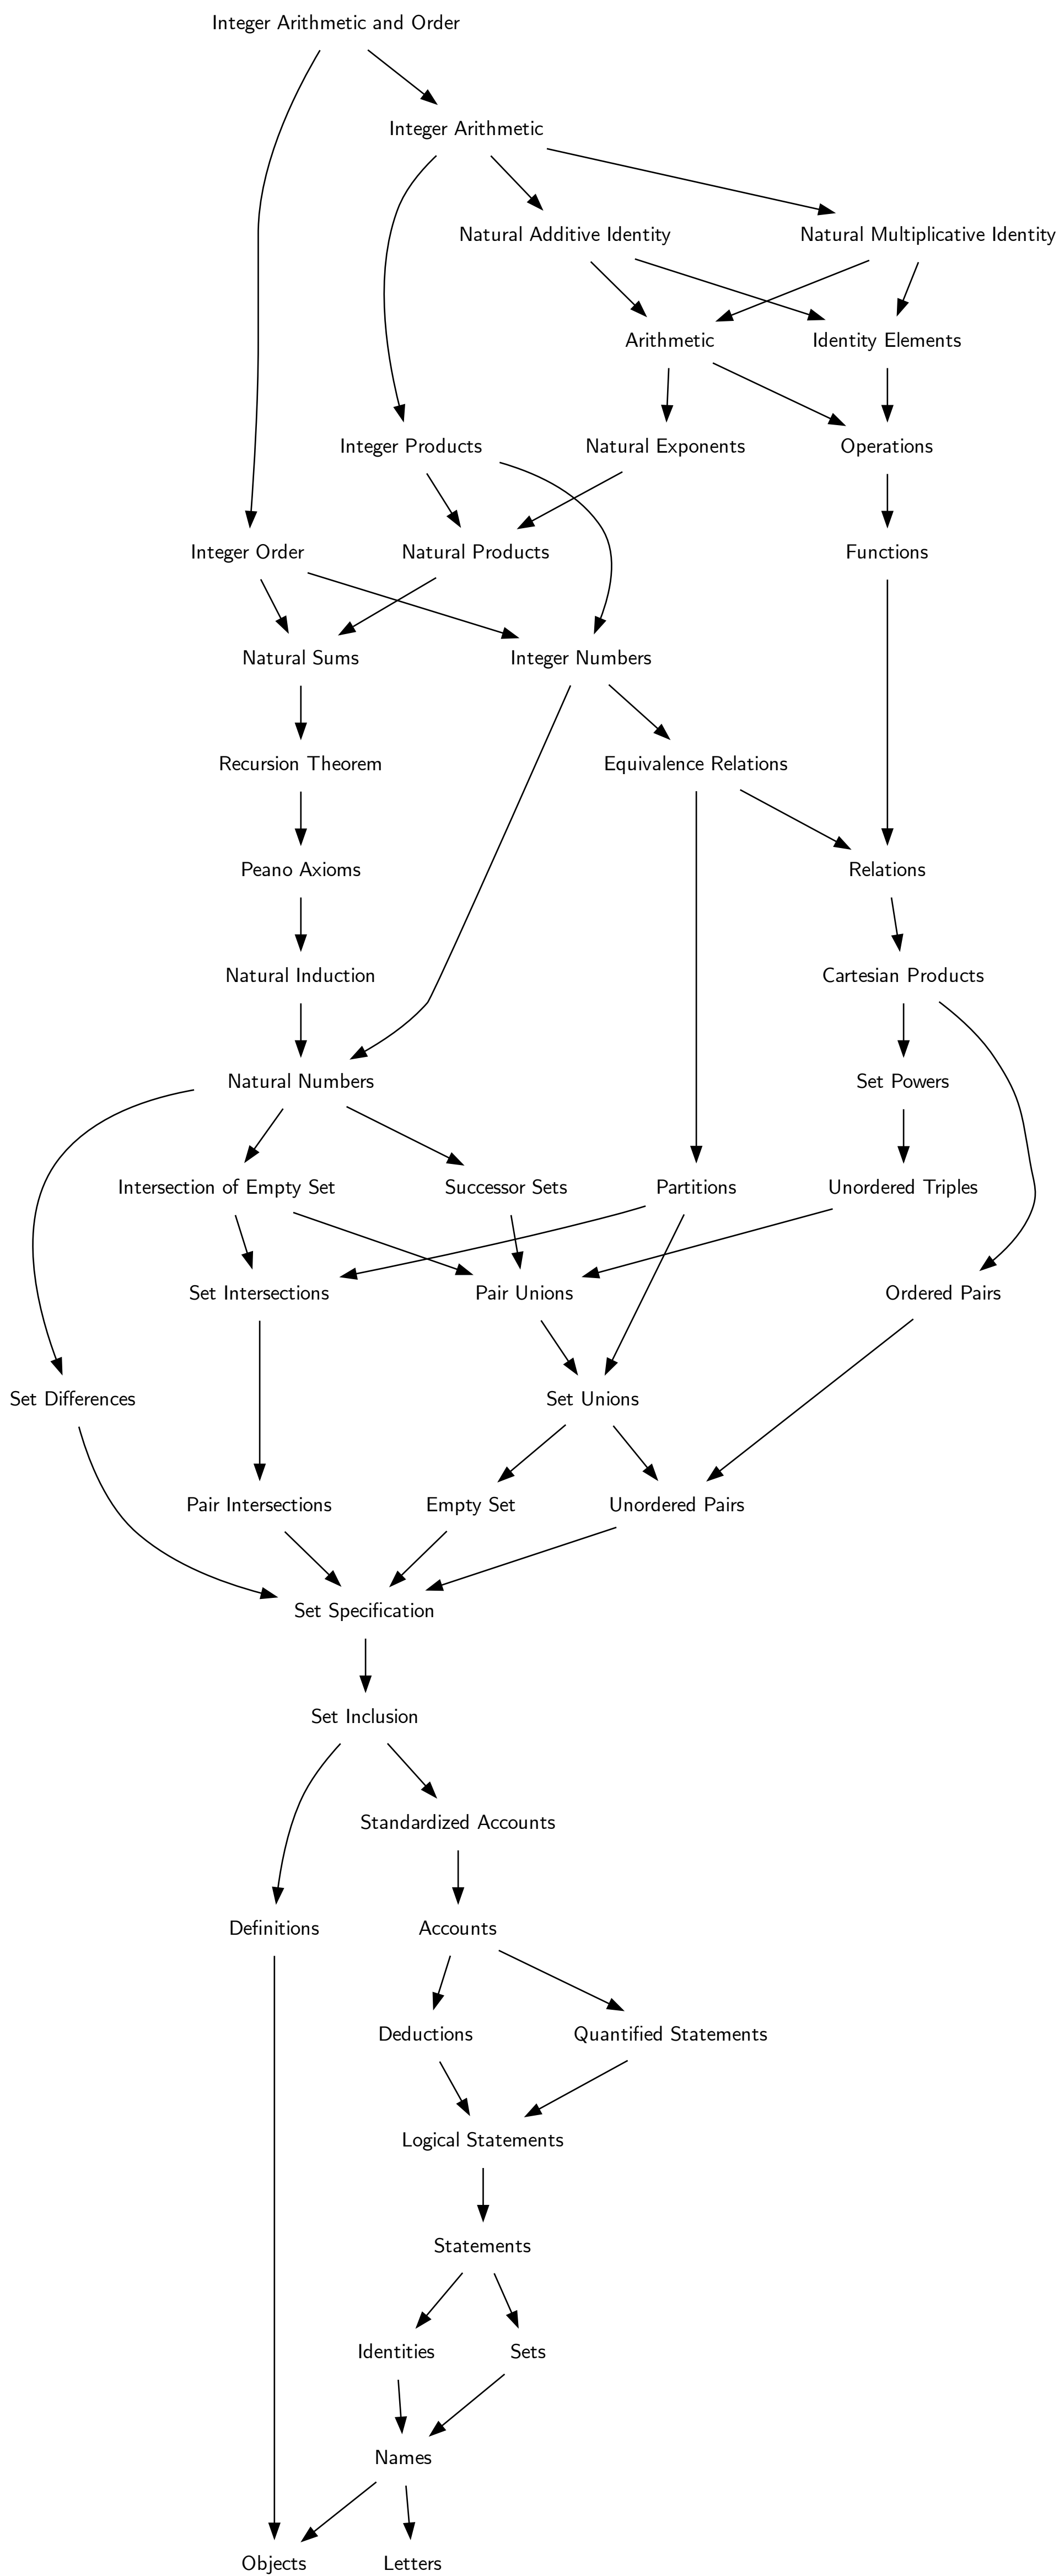 Integer Arithmetic and Order
Integer Arithmetic
Natural Additive Identity
Natural Multiplicative Identity
Arithmetic
Identity Elements
Integer Products
Natural Exponents
Operations
Integer Order
Natural Products
Functions
Natural Sums
Integer Numbers
Recursion Theorem
Equivalence Relations
Peano Axioms
Relations
Natural Induction
Cartesian Products
Natural Numbers
Set Powers
Intersection of Empty Set
Successor Sets
Partitions
Unordered Triples
Set Intersections
Pair Unions
Ordered Pairs
Set Differences
Set Unions
Pair Intersections
Empty Set
Unordered Pairs
Set Specification
Set Inclusion
Standardized Accounts
Definitions
Accounts
Deductions
Quantified Statements
Logical Statements
Statements
Identities
Sets
Names
Objects
Letters